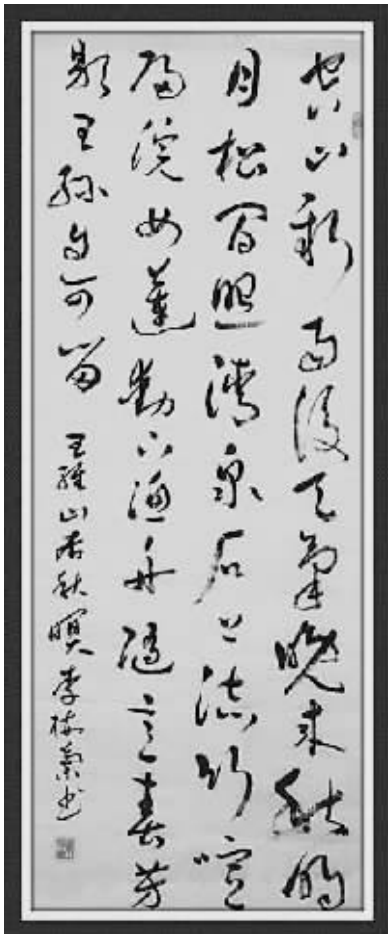 空山新雨後天氣晚來秋明
月松間照清泉石上流竹喧
歸浣女蓮動下漁舟隨意春芳
歇王孫自可留 王維山居秋暝 李 書